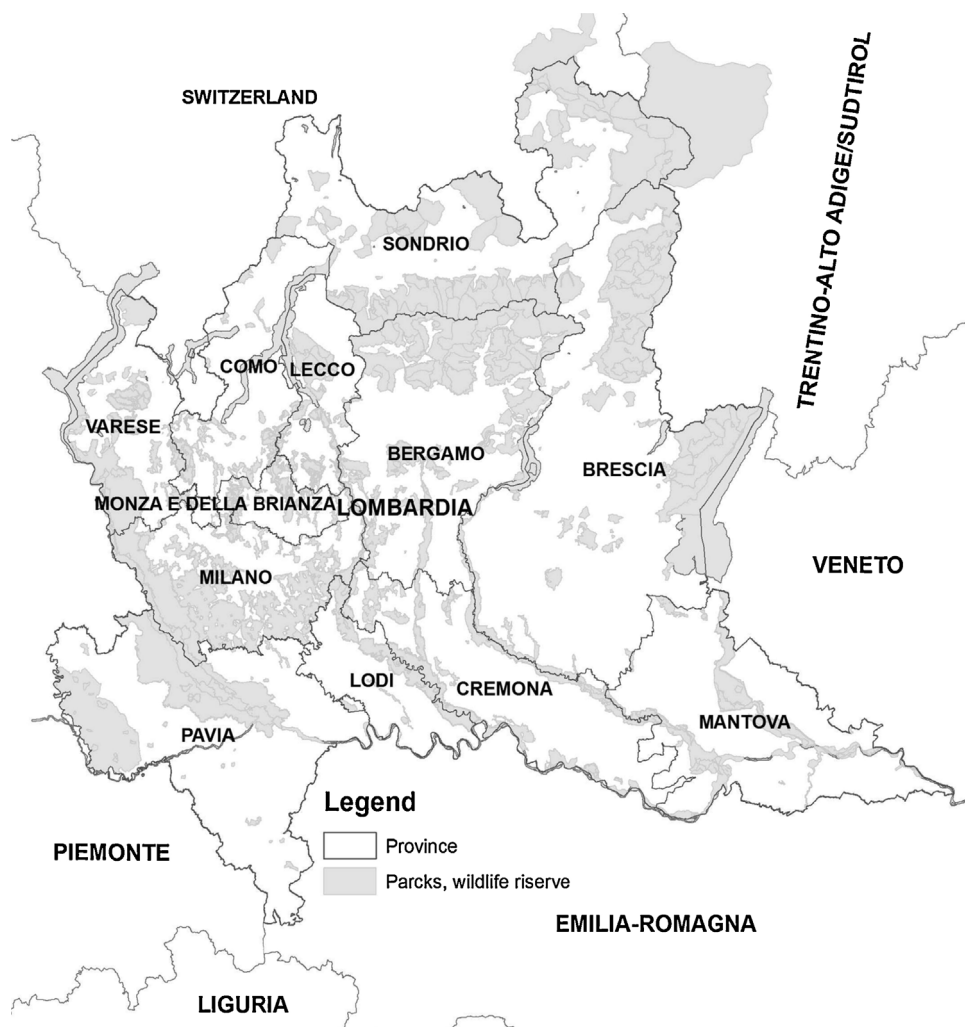 SWITZERLAND
TRENTINO-ALTO ADIGE/SUDTIROL
SONDRIO
COMO
LECCO
VARESE
BERGAMO
BRESCIA
MONZA E DELLA BRIANZA
LOMBARDIA
VENETO
MILANO
LODI
CREMONA
MANTOVA
PAVIA
Legend
Province
Parcks, wildlife riserve
PIEMONTE
EMILIA-ROMAGNA
LIGURIA